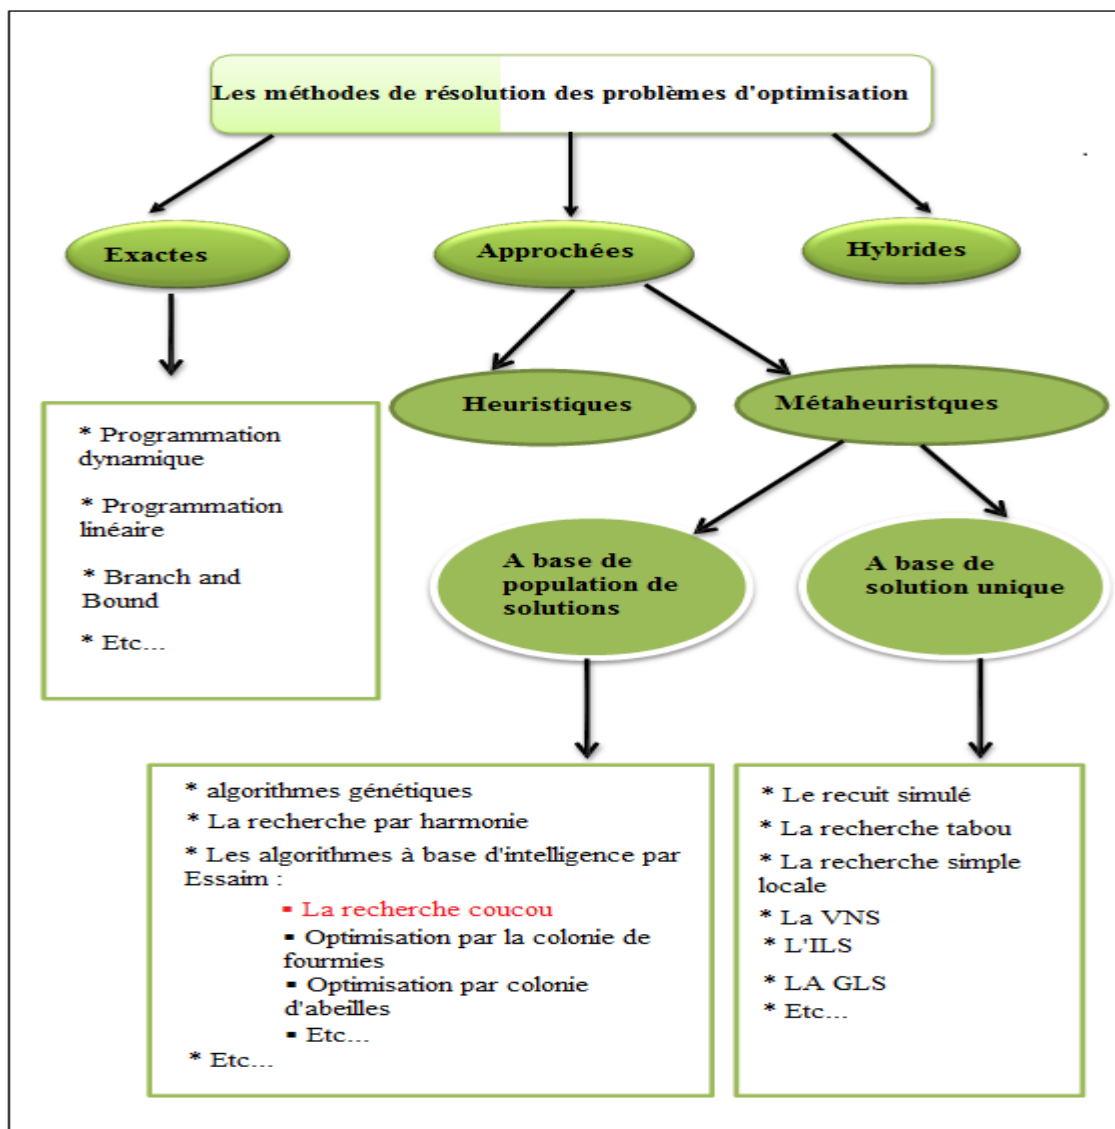 Les méthodes de résolution des problèmes d'optimisation
Exactes
Approchées
Hybrides
Heuristiques
Métaheuristques
* Programmation
dynamique
* Programmation
linéaire
* Branch and
Bound
* Etc...
A base de
population de
solutions
A base de
solution unique
* algorithmes génétiques
* La recherche par harmonie
* Les algorithmes à base d'intelligence par
Essaim :
▪ La recherche coucou
▪ Optimisation par la colonie de
fourmies
▪ Optimisation par colonie
d'abeilles
▪ Etc...
* Etc...
* Le recuit simulé
* La recherche tabou
* La recherche simple
locale
* La VNS
* L'ILS
* LA GLS
* Etc...